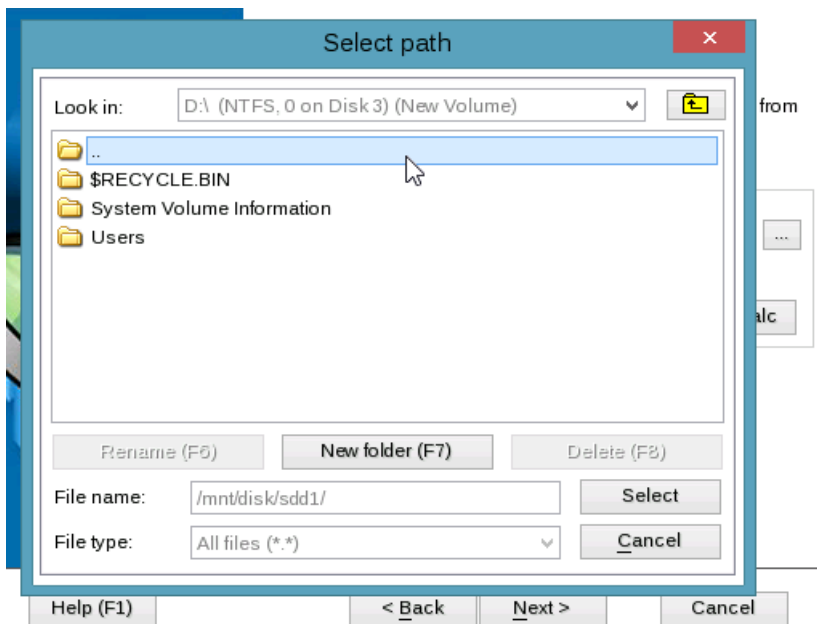 Select path
Look in:
D:\ (NTFS, 0 on Disk 3) (New Volume)
from
..
$RECYCLE.BIN
System Volume Information
Users
...
alc
Rename (F6)
New folder (F7)
Delete (F8)
File name:
/mnt/disk/sdd1/
Select
File type:
All files (*.*)
Cancel
Help (F1)
< Back
Next >
Cancel